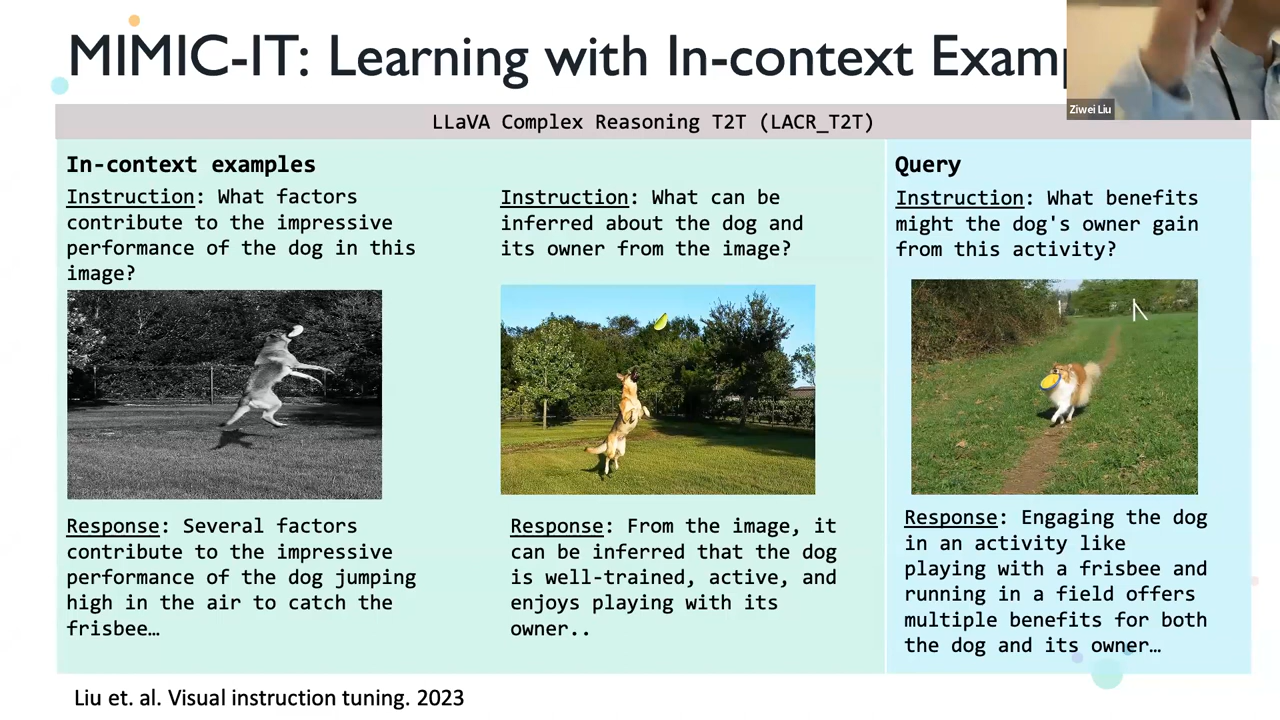 MIMIC-IT: Learning with In-context Examp
Ziwei Liu
LLaVA Complex Reasoning T2T (LACR_T2T)
In-context examples
Instruction: What factors
contribute to the impressive
performance of the dog in this
image?
Response: Several factors
contribute to the impressive
performance of the dog jumping
high in the air to catch the
frisbee…
Instruction: What can be
inferred about the dog and
its owner from the image?
Response: From the image, it
can be inferred that the dog
is well-trained, active, and
enjoys playing with its
owner..
Query
Instruction: What benefits
might the dog's owner gain
from this activity?
Response: Engaging the dog
in an activity like
playing with a frisbee and
running in a field offers
multiple benefits for both
the dog and its owner…
Liu et. al. Visual instruction tuning. 2023